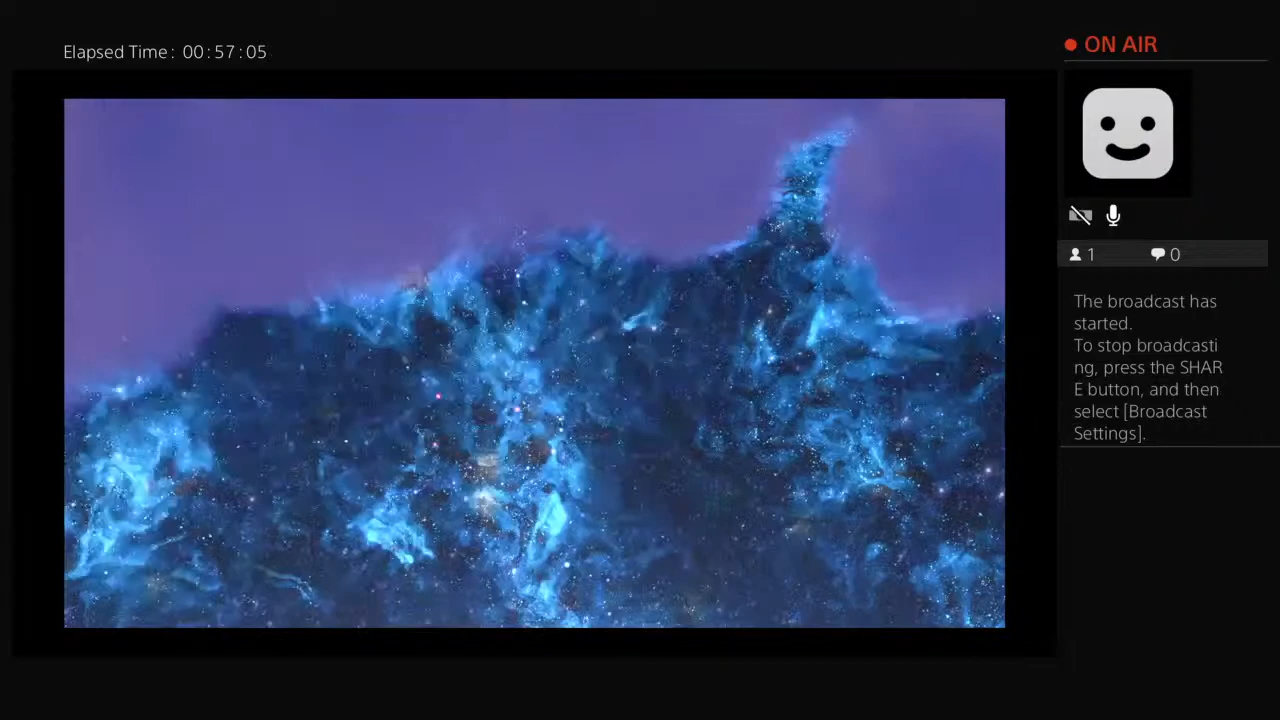 Elapsed Time: 00:57:05
ON AIR
1 0
The broadcast has
started.
To stop broadcasti
ng, press the SHAR
E button, and then
select [Broadcast
Settings].